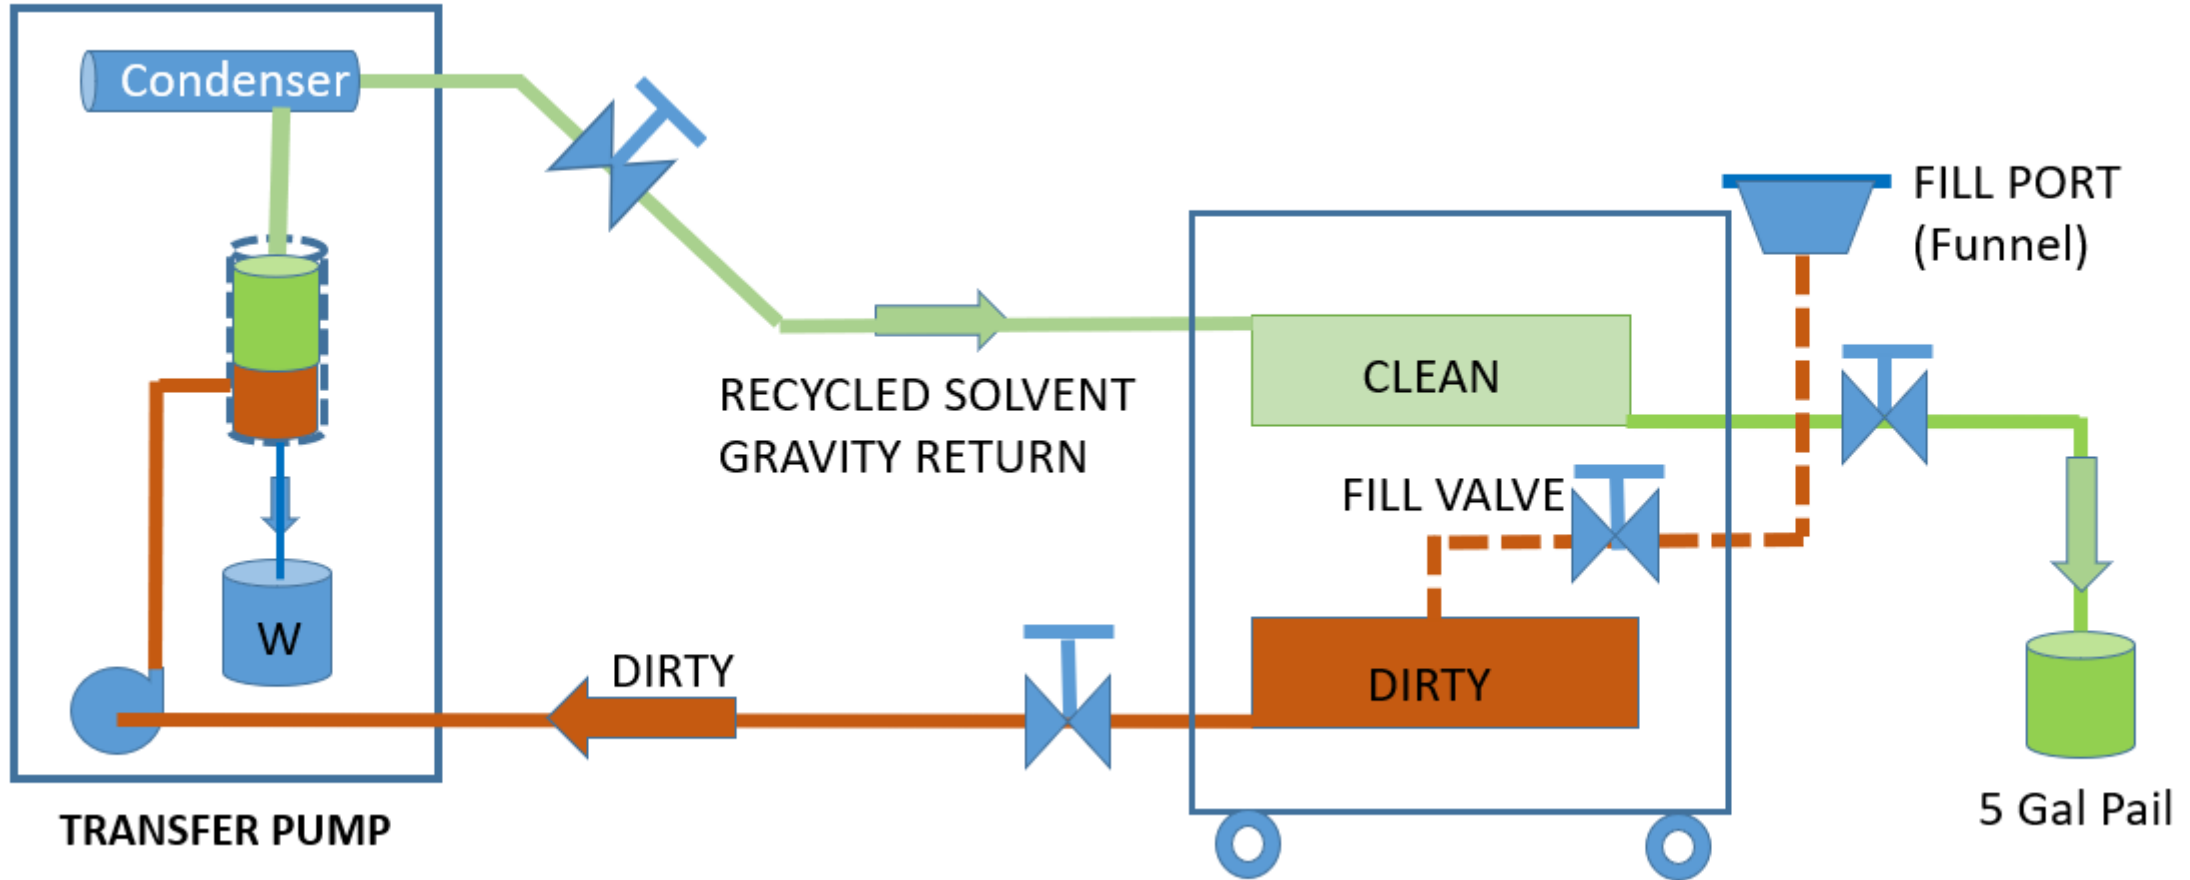 Condenser
FILL PORT
(Funnel)
CLEAN
RECYCLED SOLVENT
GRAVITY RETURN
FILL VALVE
W
DIRTY
DIRTY
5 Gal Pail
TRANSFER PUMP